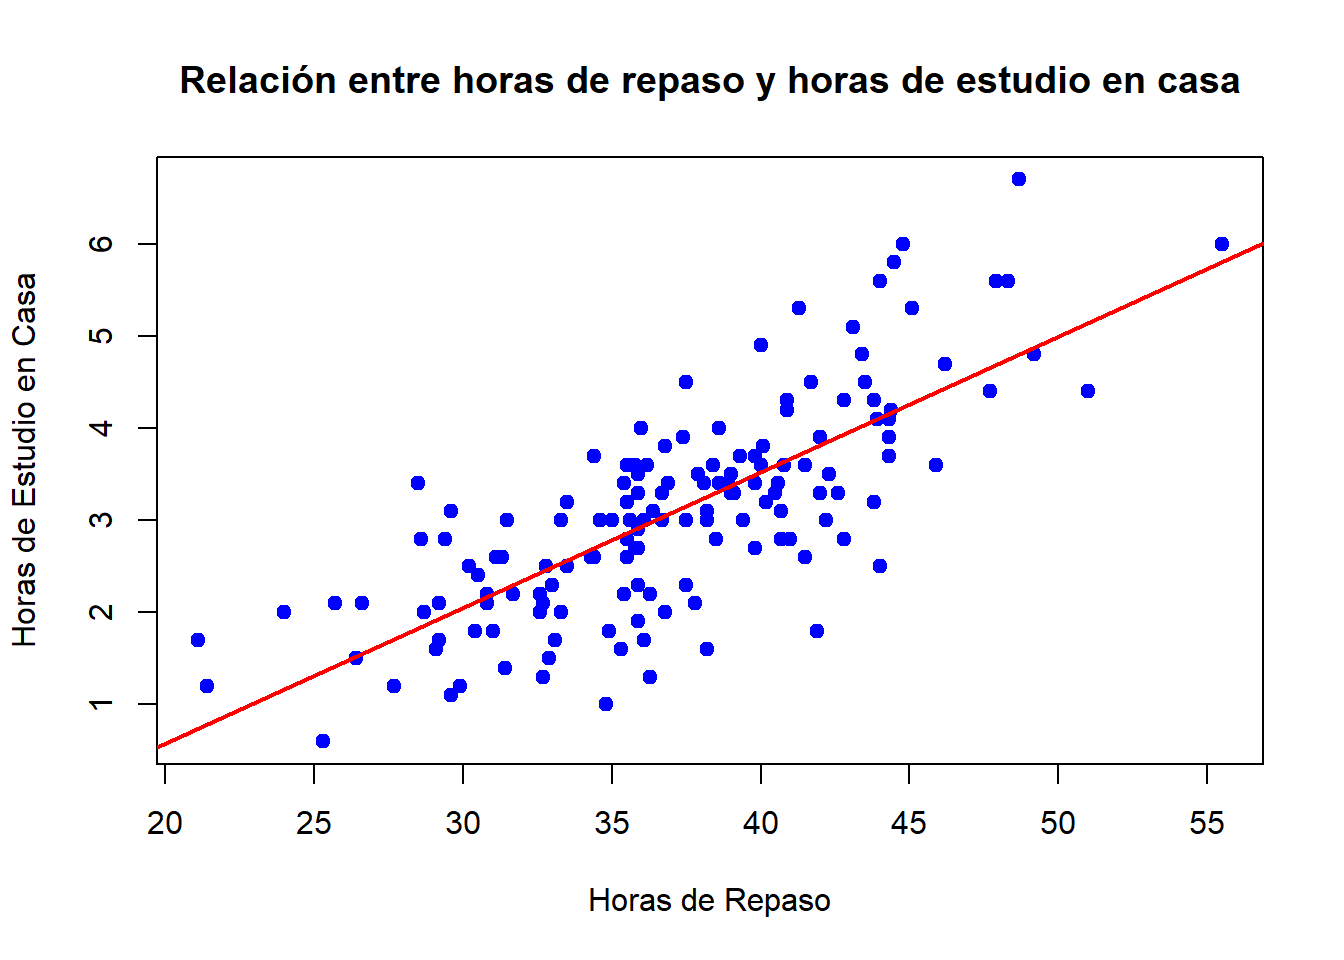 Relación entre horas de repaso y horas de estudio en casa
Horas de Estudio en Casa
6
5
4
3
2
1
20 25 30 35 40 45 50 55
Horas de Repaso